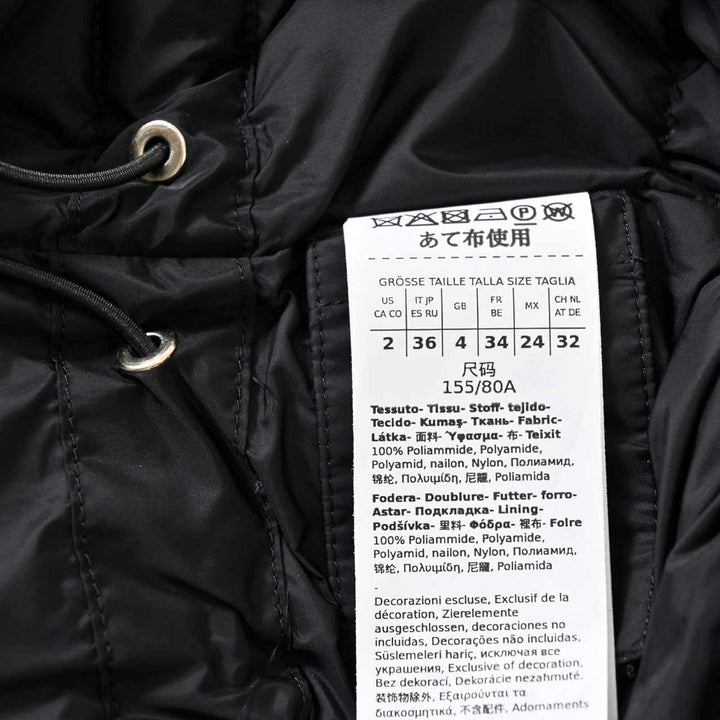 あて布使用
GRÖSSE TAILLE TALLA SIZE TAGLIA
US CA CO | IT JP ES RU | GB | FR BE | MX | CH NL AT DE
2 | 36 | 4 | 34 | 24 | 32
尺码
155/80A
Tessuto- Tissu- Stoff- tejido-
Tecido- Kumaş- Ткань- Fabric-
Látka- 面料- Ύφασμα- 布- Teixit
100% Poliammide, Polyamide,
Polyamid, nailon, Nylon, Полиамид,
锦纶, Πολυμίδη, 尼龍, Poliamida
Fodera- Doublure- Futter- forro-
Astar- Подкладка- Lining-
Podšívka- 里料- Φόδρα- 裡布- Folre
100% Poliammide, Polyamide,
Polyamid, nailon, Nylon, Полиамид,
锦纶, Πολυμίδη, 尼龍, Poliamida
-
Decorazioni escluse, Exclusif de la
décoration, Zierelemente
ausgeschlossen, decoraciones no
incluidas, Decorações não incluidas,
Süslemeleri hariç, исключая все
украшения, Exclusive of decoration,
Bez dekorací, Dekorácie nezahrnuté.
装饰物除外, Εξαιρούνται τα
διακοσμητικά, 不含配件, Adornaments